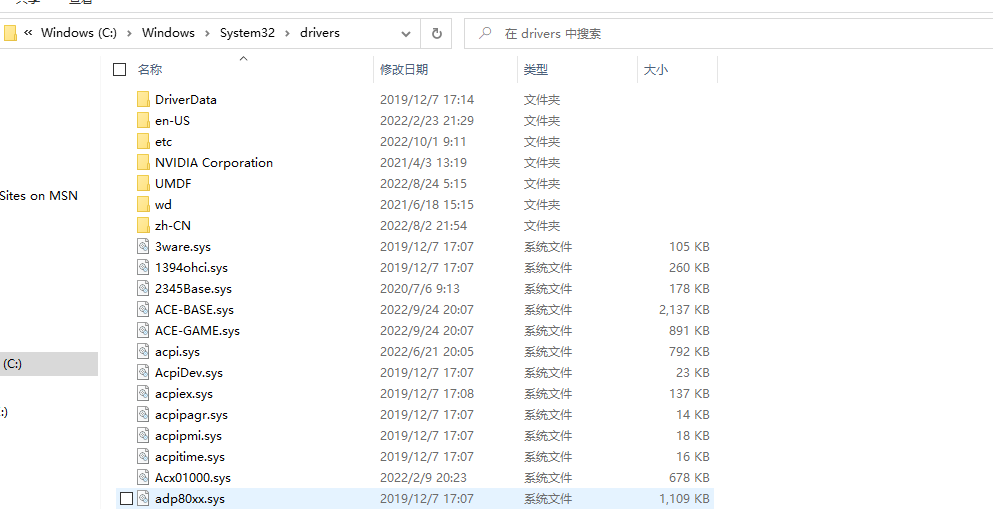 共享 查看
« Windows (C:) › Windows › System32 › drivers 在 drivers 中搜索
名称 修改日期 类型 大小
DriverData 2019/12/7 17:14 文件夹
en-US 2022/2/23 21:29 文件夹
etc 2022/10/1 9:11 文件夹
NVIDIA Corporation 2021/4/3 13:19 文件夹
UMDF 2022/8/24 5:15 文件夹
Sites on MSN
wd 2021/6/18 15:15 文件夹
zh-CN 2022/8/2 21:54 文件夹
3ware.sys 2019/12/7 17:07 系统文件 105 KB
1394ohci.sys 2019/12/7 17:07 系统文件 260 KB
2345Base.sys 2020/7/6 9:13 系统文件 178 KB
ACE-BASE.sys 2022/9/24 20:07 系统文件 2,137 KB
ACE-GAME.sys 2022/9/24 20:07 系统文件 891 KB
acpi.sys 2022/6/21 20:05 系统文件 792 KB
(C:)
AcpiDev.sys 2019/12/7 17:07 系统文件 23 KB
acpiex.sys 2019/12/7 17:08 系统文件 137 KB
:)
acpipagr.sys 2019/12/7 17:07 系统文件 14 KB
acpipmi.sys 2019/12/7 17:07 系统文件 18 KB
acpitime.sys 2019/12/7 17:07 系统文件 16 KB
Acx01000.sys 2022/2/9 20:23 系统文件 678 KB
adp80xx.sys 2019/12/7 17:07 系统文件 1,109 KB